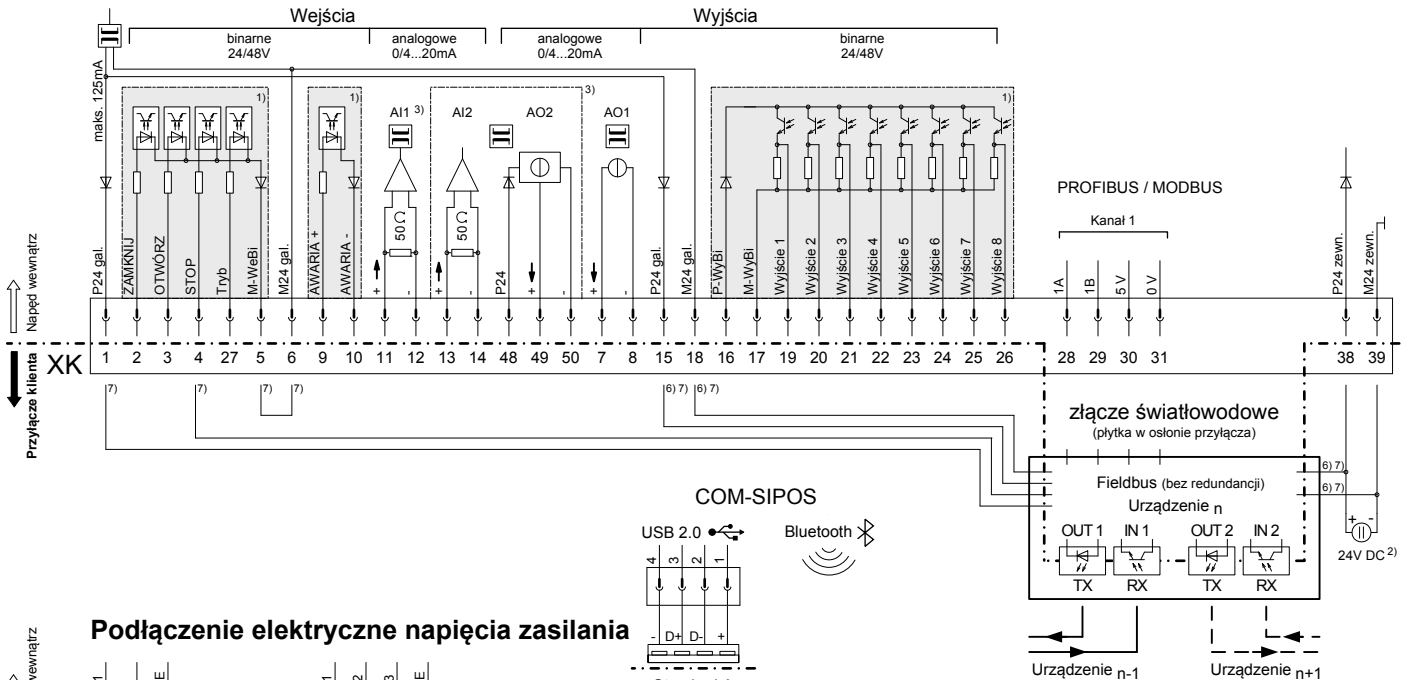 Wejścia
Wyjścia
binarne
24/48V
analogowe
0/4...20mA
analogowe
0/4...20mA
binarne
24/48V
maks. 125mA
1)
1)
AI1 3)
AI2
AO2
3)
AO1
1)
50Ω
50Ω
PROFIBUS / MODBUS
Kanał 1
Napęd wewnątrz
P24 gal.
ZAMKNIJ
OTWÓRZ
STOP
Tryb
M-WeBi
M24 gal.
AWARIA +
AWARIA -
+
-
+
-
P24
+
-
+
-
P24 gal.
M24 gal.
P-WyBi
M-WyBi
Wyjście 1
Wyjście 2
Wyjście 3
Wyjście 4
Wyjście 5
Wyjście 6
Wyjście 7
Wyjście 8
1A
1B
5 V
0 V
P24 zewn.
M24 zewn.
Przyłącze klienta
XK 1 2 3 4 27 5 6 9 10 11 12 13 14 48 49 50 7 8 15 18 16 17 19 20 21 22 23 24 25 26 28 29 30 31 38 39
7) 7) 7) 7) 6) 7) 6) 7)
złącze światłowodowe
(płytka w osłonie przyłącza)
Fieldbus (bez redundancji)
Urządzenie n
6) 7)
6) 7)
OUT 1 IN 1 OUT 2 IN 2
TX RX TX RX
+ -
24V DC 2)
Urządzenie n-1
Urządzenie n+1
COM-SIPOS
USB 2.0
Bluetooth
4 3 2 1
- D+ D- +
Podłączenie elektryczne napięcia zasilania
wewnątrz